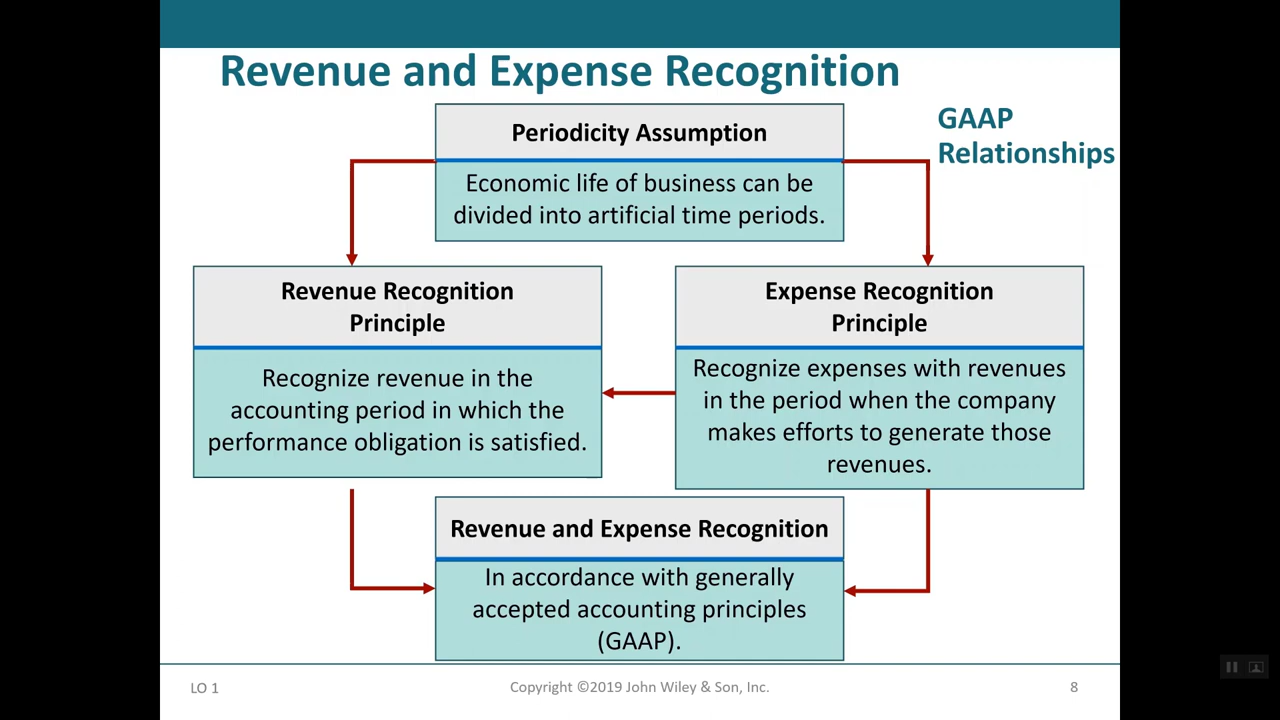 Revenue and Expense Recognition
GAAP
Relationships
Periodicity Assumption
Economic life of business can be
divided into artificial time periods.
Revenue Recognition
Principle
Recognize revenue in the
accounting period in which the
performance obligation is satisfied.
Expense Recognition
Principle
Recognize expenses with revenues
in the period when the company
makes efforts to generate those
revenues.
Revenue and Expense Recognition
In accordance with generally
accepted accounting principles
(GAAP).
LO 1
Copyright ©2019 John Wiley & Son, Inc.
8